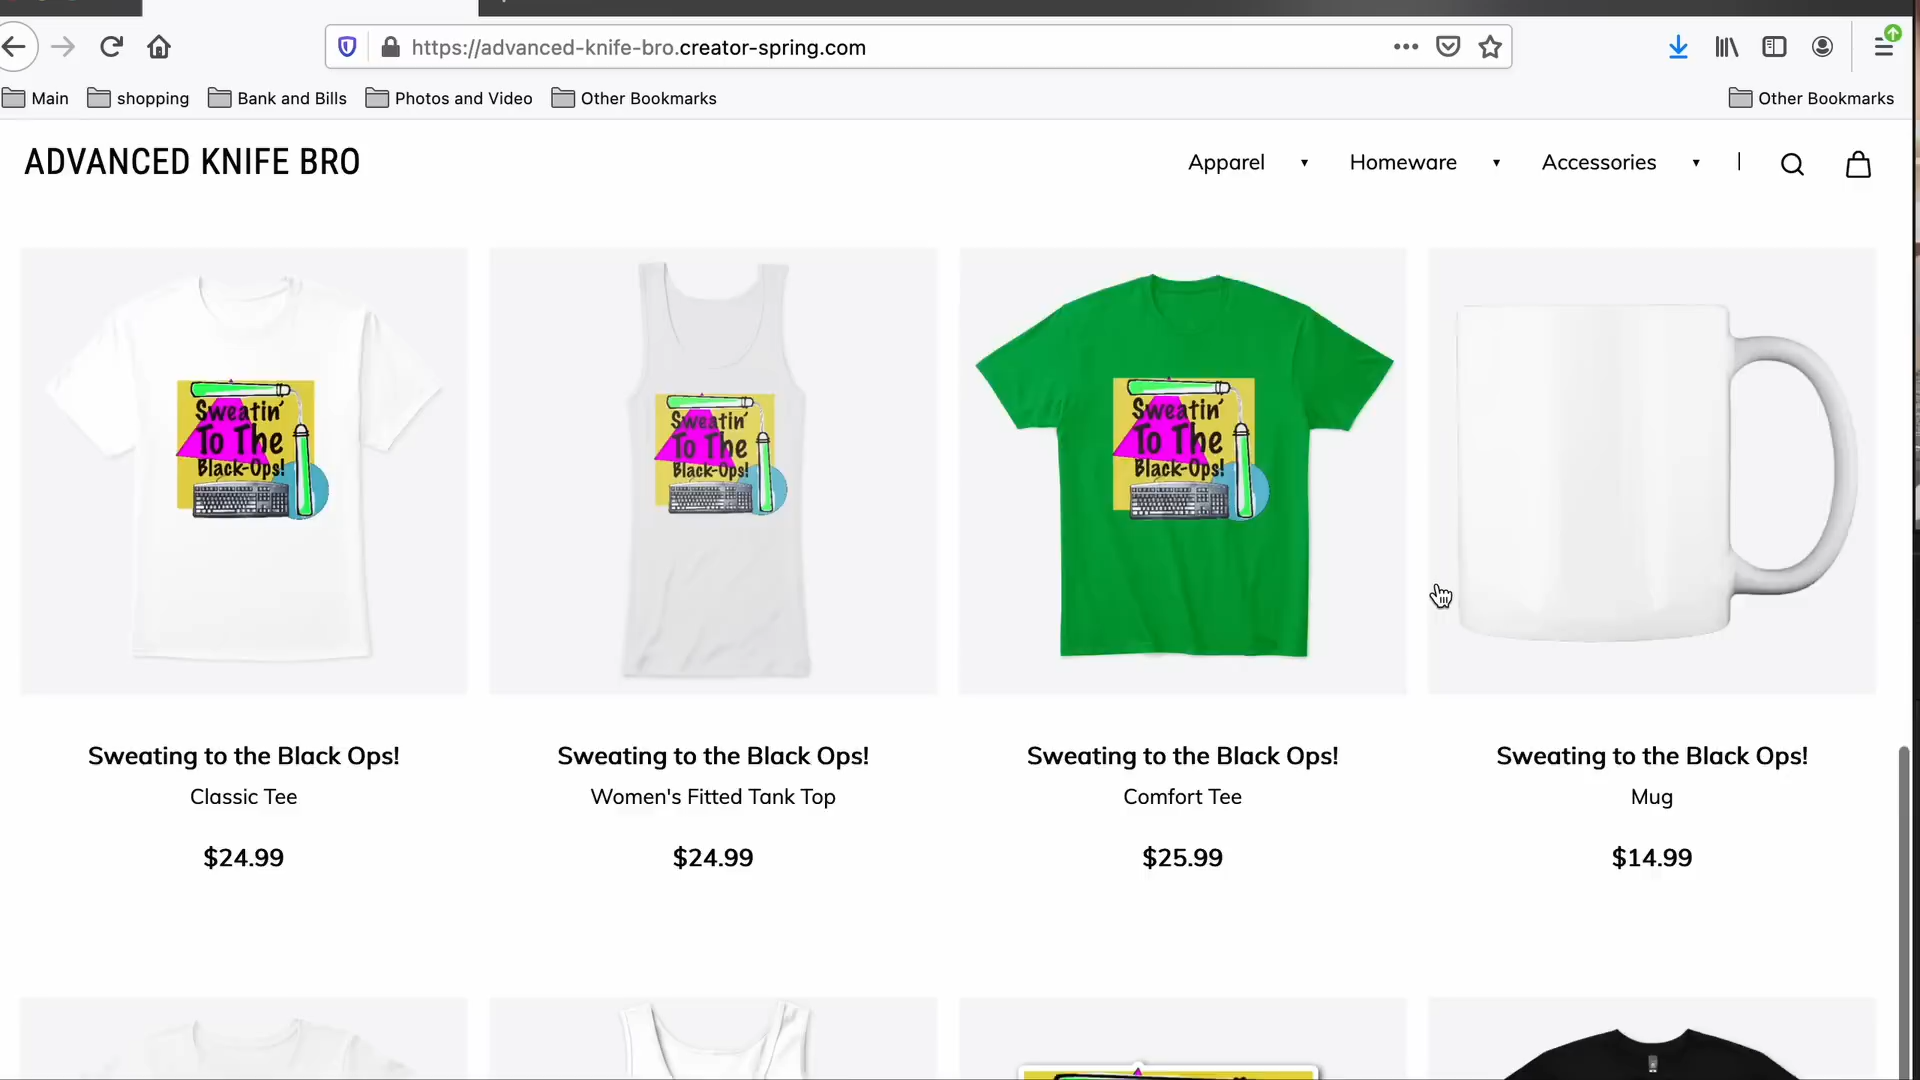 https://advanced-knife-bro.creator-spring.com
Main
shopping
Bank and Bills
Photos and Video
Other Bookmarks
Other Bookmarks
ADVANCED KNIFE BRO
Apparel
Homeware
Accessories
Sweatin'
To The
Black-Ops!
Sweatin'
To The
Black-Ops!
Sweatin'
To The
Black-Ops!
Sweating to the Black Ops!
Sweating to the Black Ops!
Sweating to the Black Ops!
Sweating to the Black Ops!
Classic Tee
Women's Fitted Tank Top
Comfort Tee
Mug
$24.99
$24.99
$25.99
$14.99